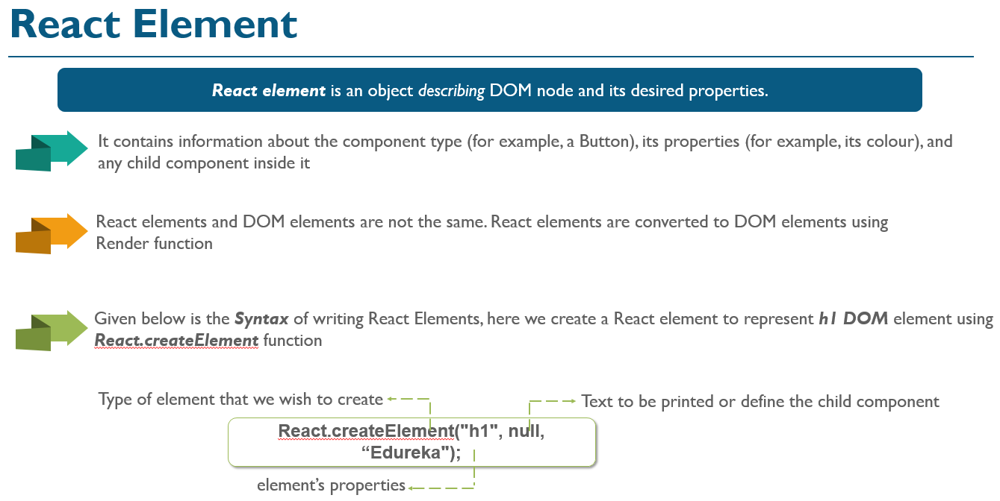 React Element
React element is an object describing DOM node and its desired properties.
It contains information about the component type (for example, a Button), its properties (for example, its colour), and
any child component inside it
React elements and DOM elements are not the same. React elements are converted to DOM elements using
Render function
Given below is the Syntax of writing React Elements, here we create a React element to represent h1 DOM element using
React.createElement function
Type of element that we wish to create
Text to be printed or define the child component
React.createElement("h1", null,
“Edureka");
element’s properties